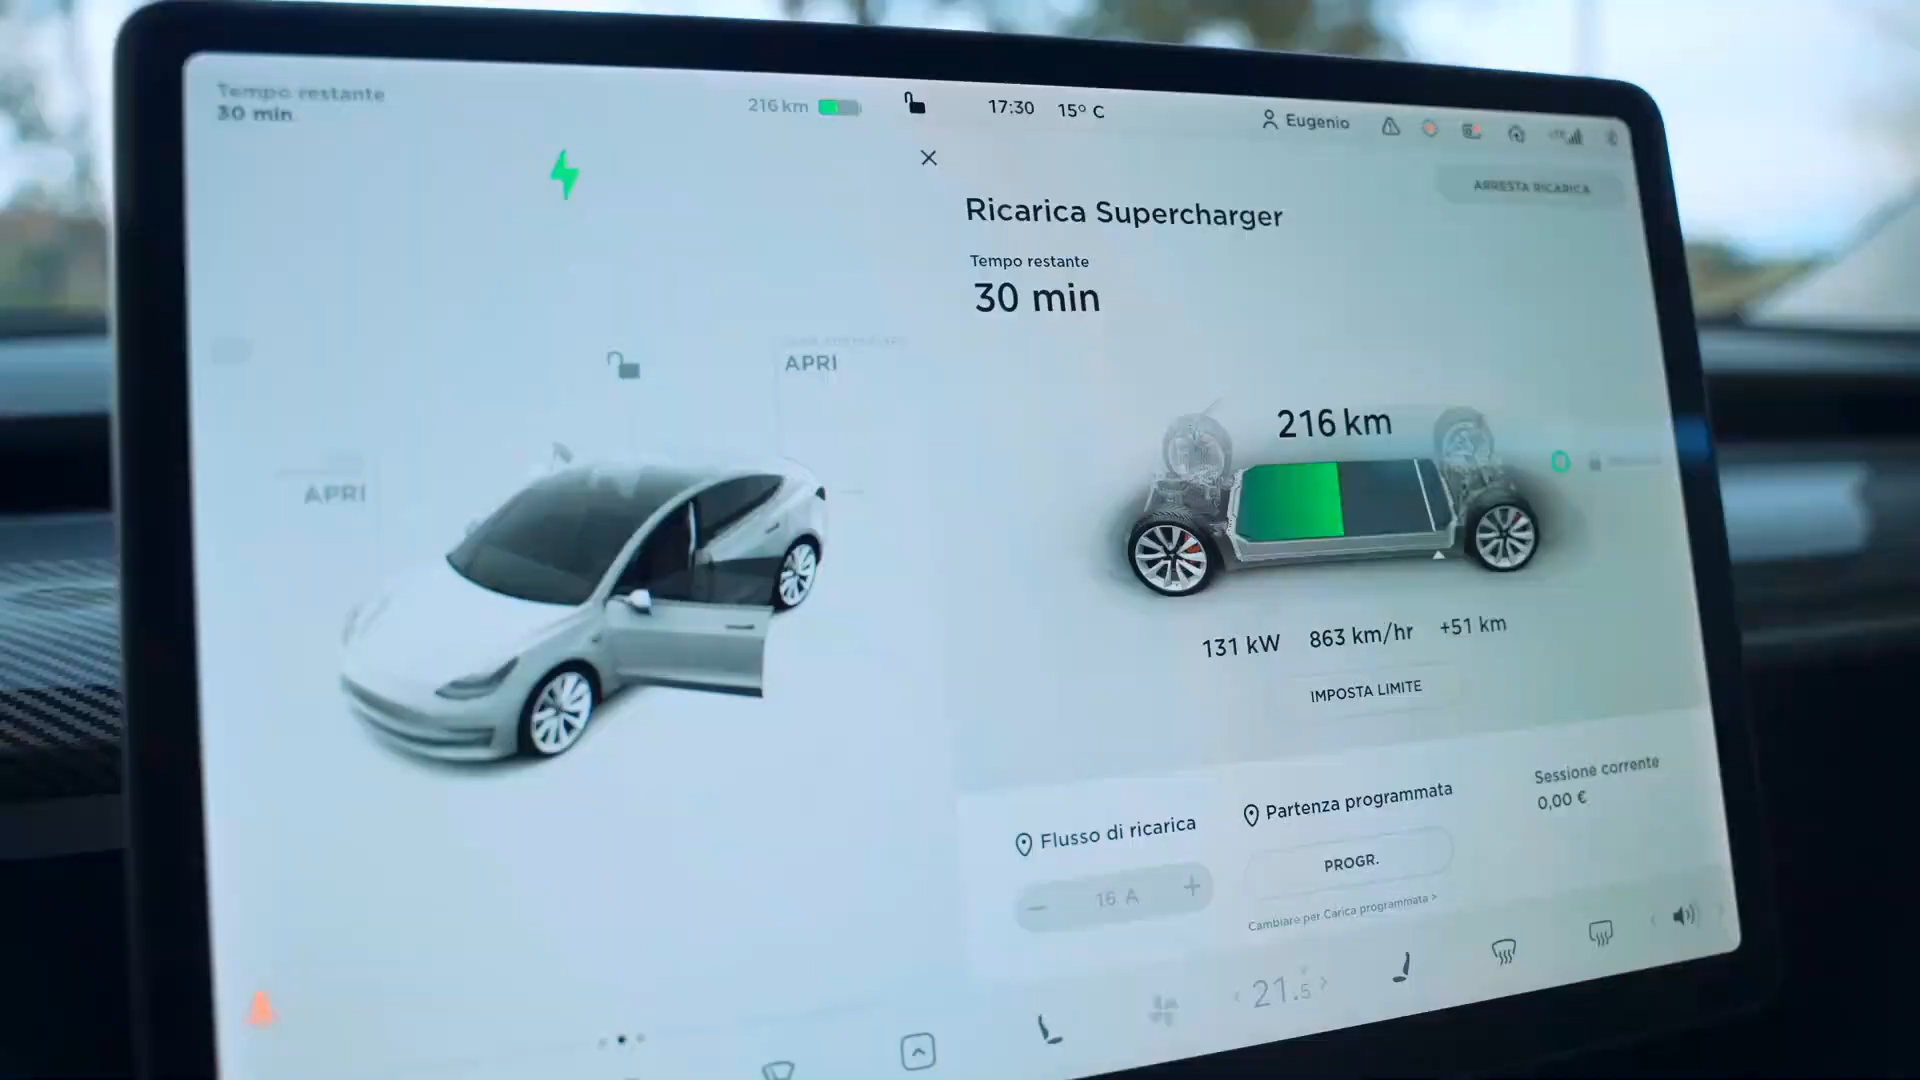 Tempo restante
30 min
216 km
17:30
15° C
Eugenio
ARRESTA RICARICA
Ricarica Supercharger
Tempo restante
30 min
APRI
APRI
216 km
131 kW
863 km/hr
+51 km
IMPOSTA LIMITE
Flusso di ricarica
16 A
Partenza programmata
PROGR.
Cambiare per Carica programmata >
Sessione corrente
0,00 €
21.5